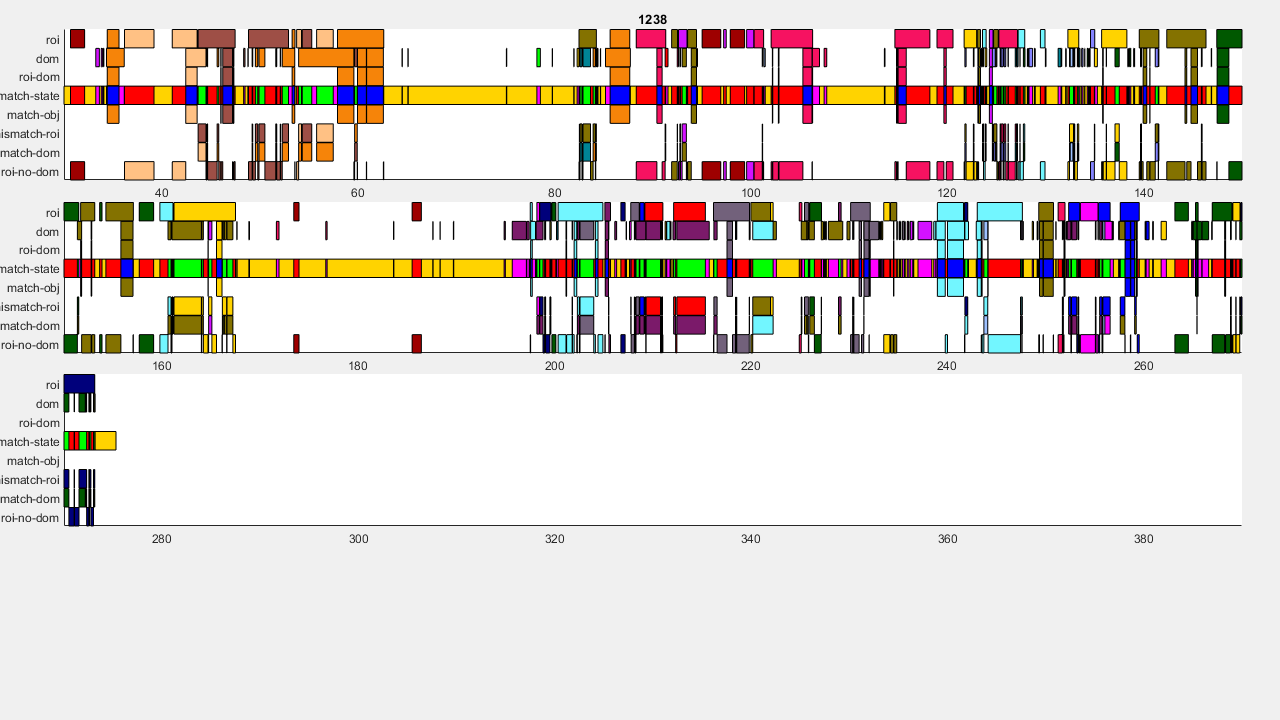 1238
roi
dom
roi-dom
match-state
match-obj
ismatch-roi
match-dom
roi-no-dom
40 60 80 100 120 140
roi
dom
roi-dom
match-state
match-obj
ismatch-roi
match-dom
roi-no-dom
160 180 200 220 240 260
roi
dom
roi-dom
match-state
match-obj
ismatch-roi
match-dom
roi-no-dom
280 300 320 340 360 380